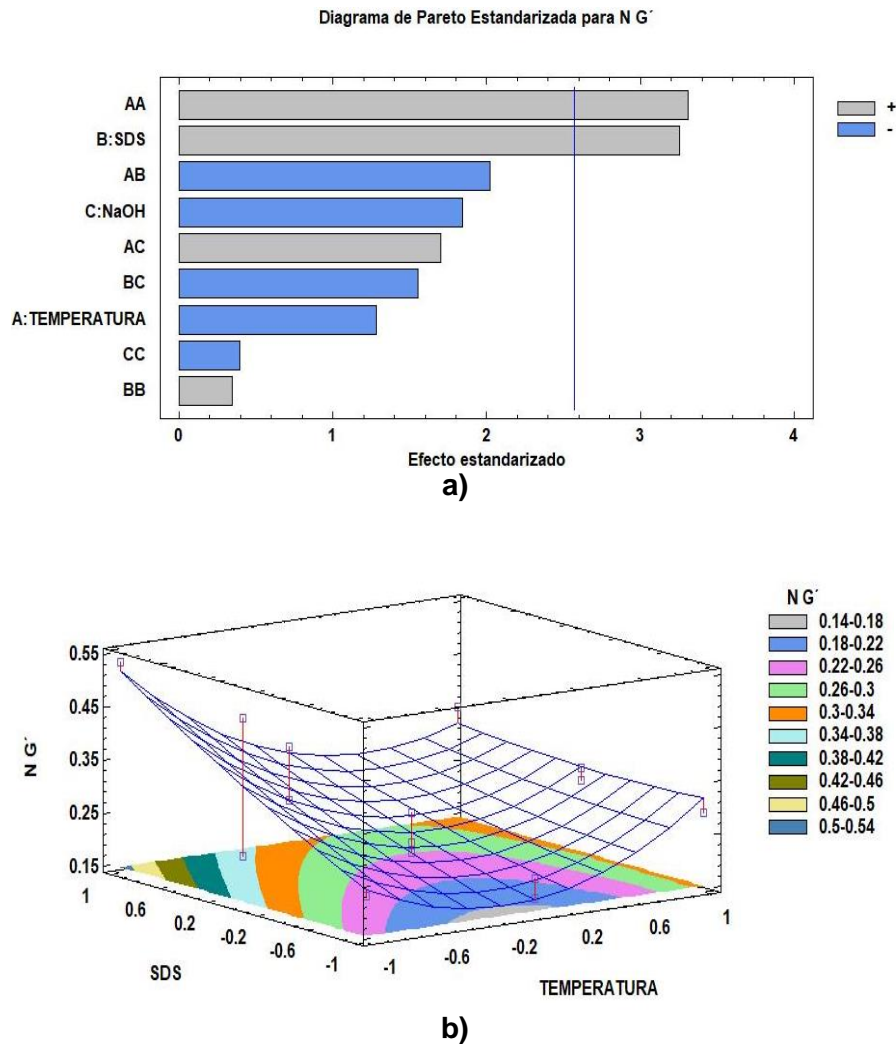 Diagrama de Pareto Estandarizada para N G´
AA
B:SDS
AB
C:NaOH
AC
BC
A:TEMPERATURA
CC
BB
+
-
0 1 2 3 4
Efecto estandarizado
a)
N G´
0.55
0.45
0.35
0.25
0.15
1 0.6 0.2 -0.2 -0.6 -1
SDS
-1 -0.6 -0.2 0.2 0.6 1
TEMPERATURA
N G´
0.14-0.18
0.18-0.22
0.22-0.26
0.26-0.3
0.3-0.34
0.34-0.38
0.38-0.42
0.42-0.46
0.46-0.5
0.5-0.54
b)